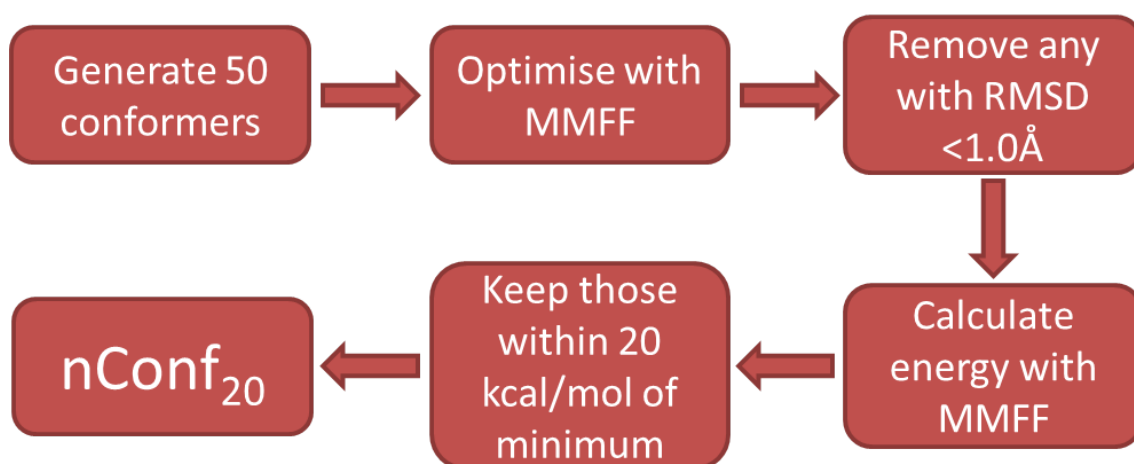 Generate 50
conformers
Optimise with
MMFF
Remove any
with RMSD
<1.0Å
Calculate
energy with
MMFF
Keep those
within 20
kcal/mol of
minimum
nConf₂₀